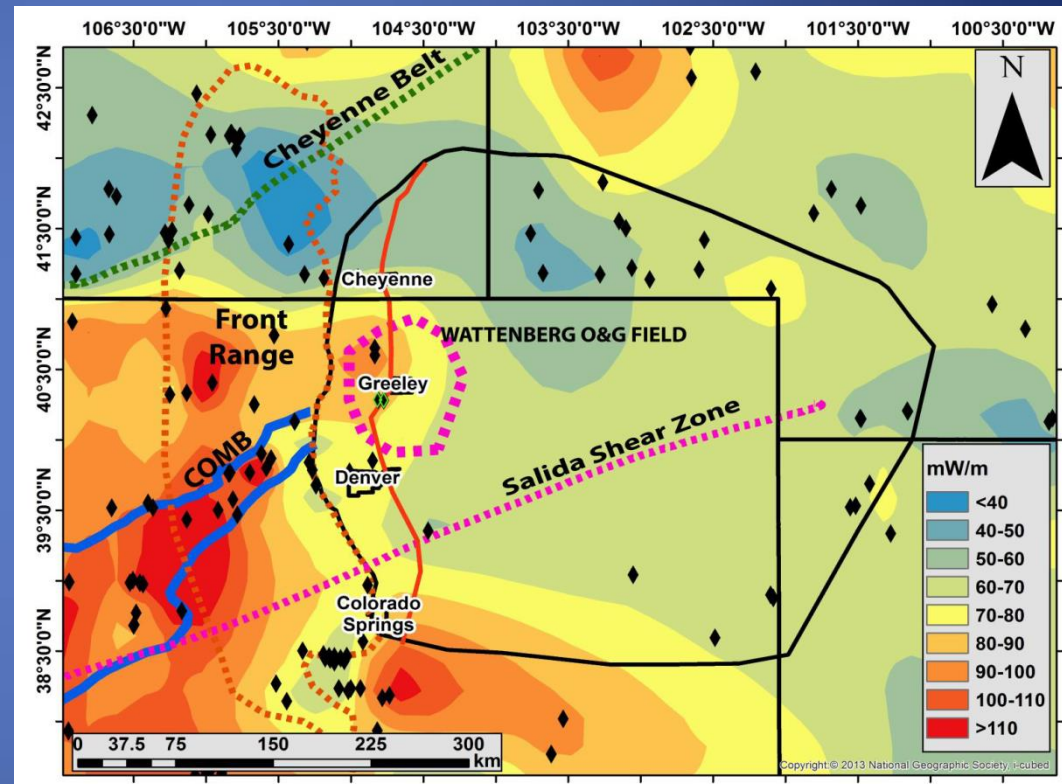 106°30'0"W 105°30'0"W 104°30'0"W 103°30'0"W 102°30'0"W 101°30'0"W 100°30'0"W
42°30'0"N
41°30'0"N
40°30'0"N
39°30'0"N
38°30'0"N
N
Cheyenne Belt
Cheyenne
Front
Range
WATTENBERG O&G FIELD
Greeley
COMB
Salida Shear Zone
Denver
Colorado
Springs
mW/m
<40
40-50
50-60
60-70
70-80
80-90
90-100
100-110
>110
0 37.5 75 150 225 300
km
Copyright:© 2013 National Geographic Society, i-cubed